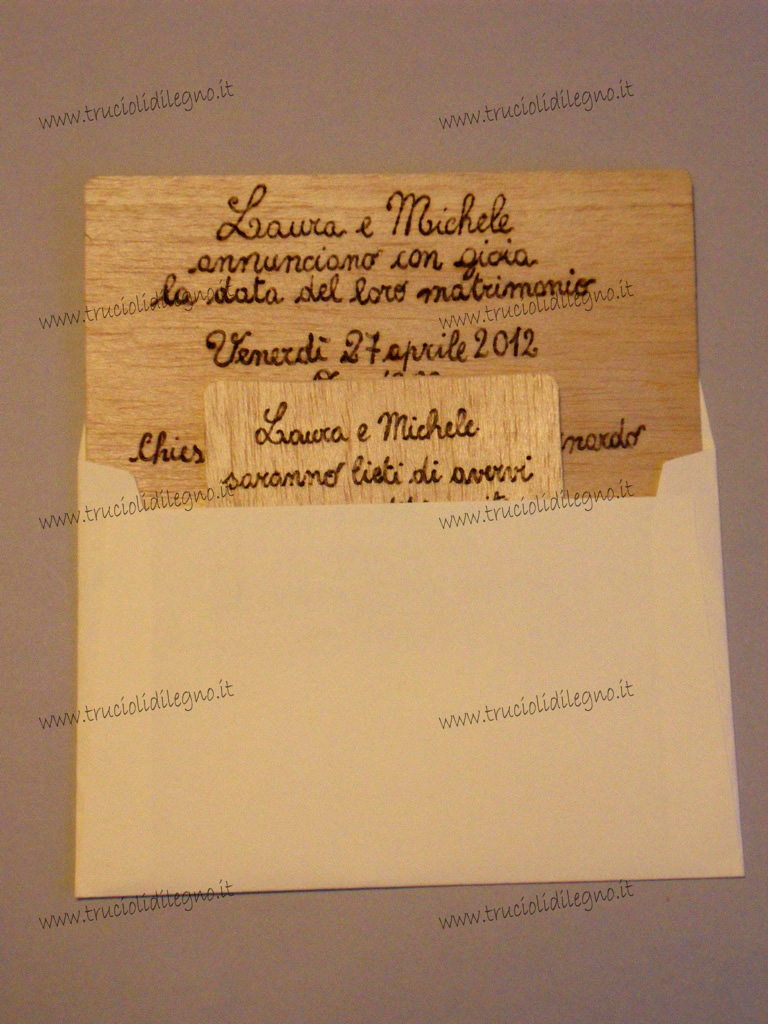 www.truciolidilegno.it
www.truciolidilegno.it
Laura e Michele
annunciano con gioia
la data del loro matrimonio
www.truciolidilegno.it
www.truciolidilegno.it
Venerdì 27 aprile 2012
Laura e Michele
saranno lieti di avervi
www.truciolidilegno.it
www.truciolidilegno.it
www.truciolidilegno.it
www.truciolidilegno.it
www.truciolidilegno.it
www.truciolidilegno.it